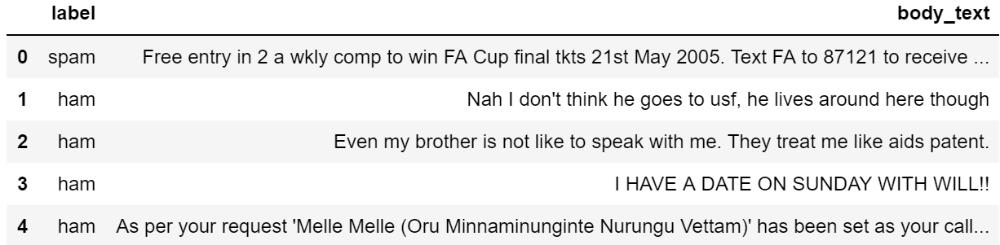 label body_text
0 spam Free entry in 2 a wkly comp to win FA Cup final tkts 21st May 2005. Text FA to 87121 to receive ...
1 ham Nah I don't think he goes to usf, he lives around here though
2 ham Even my brother is not like to speak with me. They treat me like aids patent.
3 ham I HAVE A DATE ON SUNDAY WITH WILL!!
4 ham As per your request 'Melle Melle (Oru Minnaminunginte Nurungu Vettam)' has been set as your call...